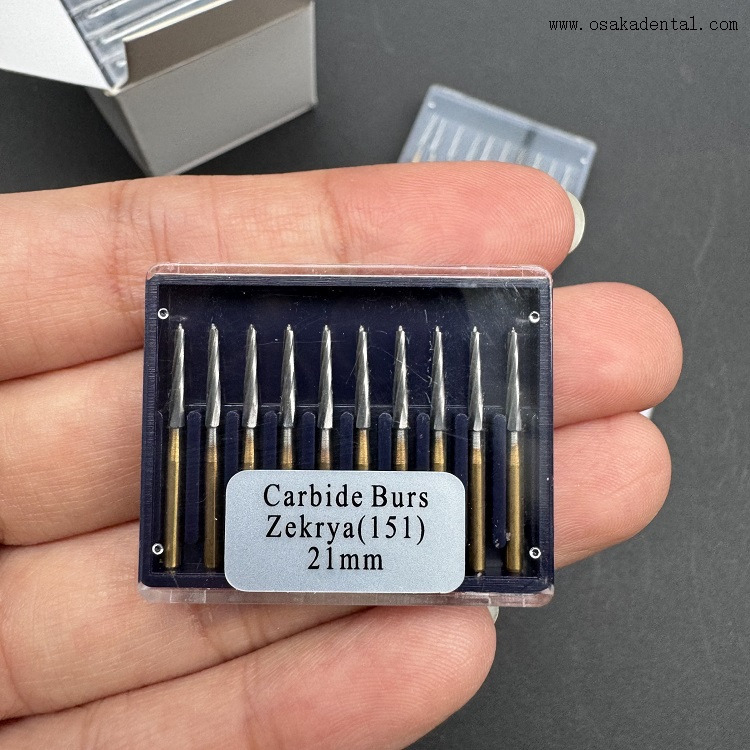 www.osakadental.com
Carbide Burs
Zekrya(151)
21mm